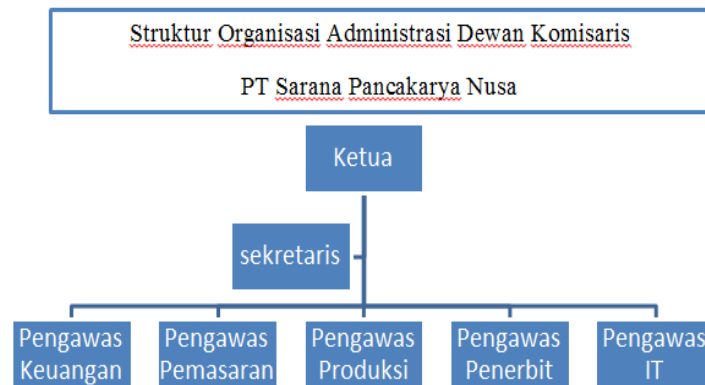 Struktur Organisasi Administrasi Dewan Komisaris
PT Sarana Pancakarya Nusa
Ketua
sekretaris
Pengawas
Keuangan
Pengawas
Pemasaran
Pengawas
Produksi
Pengawas
Penerbit
Pengawas
IT